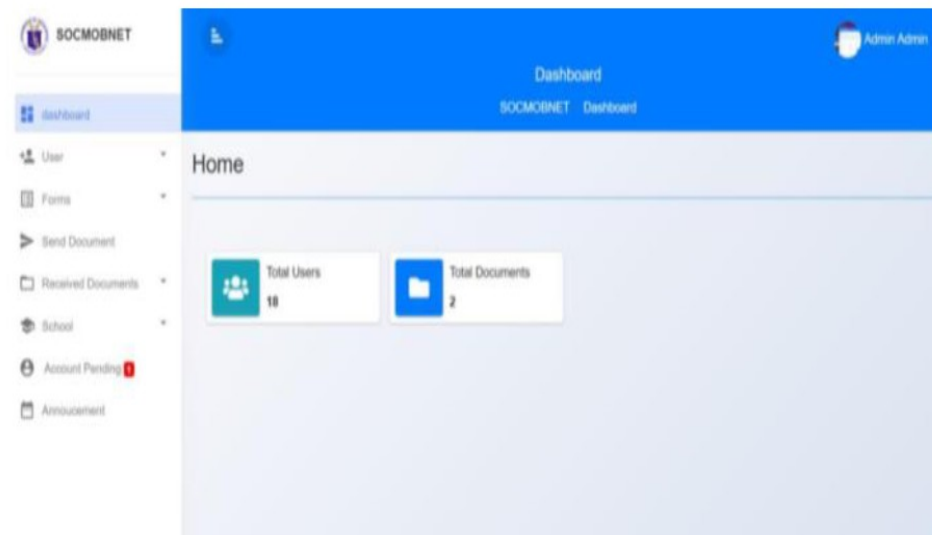 SOCMOBNET
Admin Admin
Dashboard
SOCMOBNET Dashboard
dashboard
User
Forms
Send Document
Received Documents
School
Account Pending 1
Annoucement
Home
Total Users
18
Total Documents
2